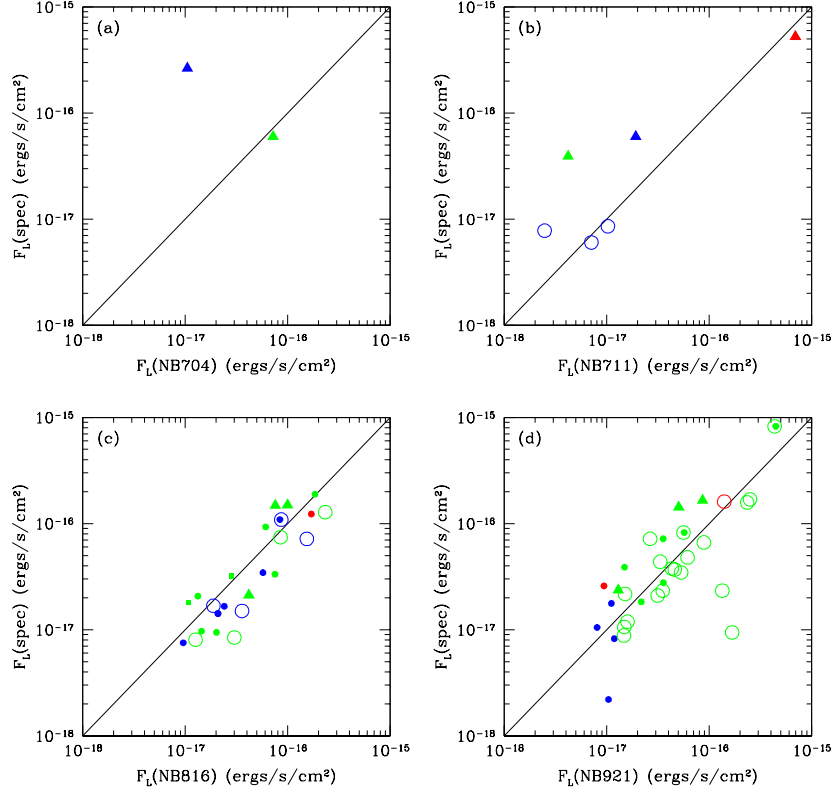 (a)
10⁻¹⁵
10⁻¹⁶
10⁻¹⁷
10⁻¹⁸
F_L(spec) (ergs/s/cm²)
10⁻¹⁸ 10⁻¹⁷ 10⁻¹⁶ 10⁻¹⁵
F_L(NB704) (ergs/s/cm²)
(b)
10⁻¹⁵
10⁻¹⁶
10⁻¹⁷
10⁻¹⁸
F_L(spec) (ergs/s/cm²)
10⁻¹⁸ 10⁻¹⁷ 10⁻¹⁶ 10⁻¹⁵
F_L(NB711) (ergs/s/cm²)
(c)
10⁻¹⁵
10⁻¹⁶
10⁻¹⁷
10⁻¹⁸
F_L(spec) (ergs/s/cm²)
10⁻¹⁸ 10⁻¹⁷ 10⁻¹⁶ 10⁻¹⁵
F_L(NB816) (ergs/s/cm²)
(d)
10⁻¹⁵
10⁻¹⁶
10⁻¹⁷
10⁻¹⁸
F_L(spec) (ergs/s/cm²)
10⁻¹⁸ 10⁻¹⁷ 10⁻¹⁶ 10⁻¹⁵
F_L(NB921) (ergs/s/cm²)